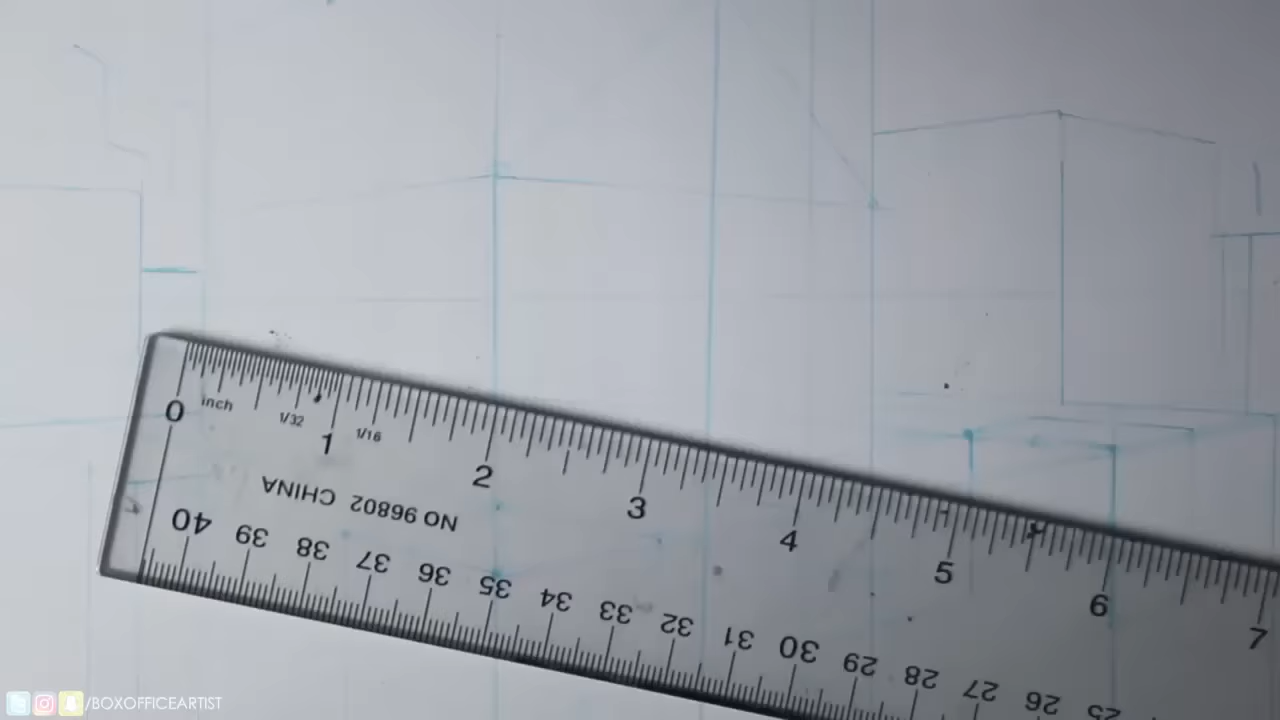 0 inch 1/32 1 1/16 2 3 4 5 6 7
NO 96802 CHINA
40 39 38 37 36 35 34 33 32 31 30 29 28 27 26 25
/BOXOFFICEARTIST